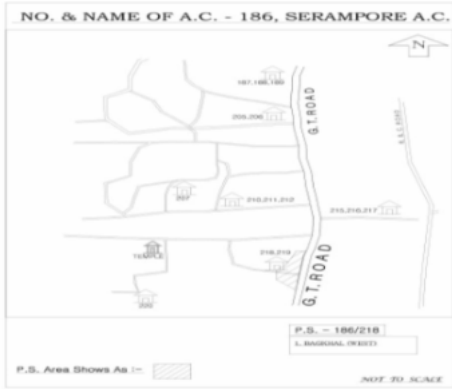 NO. & NAME OF A.C. - 186, SERAMPORE A.C.
N
187,188,189
G.T. ROAD
205,206
207
210,211,212
215,216,217
TEMPLE
218,219
G.T. ROAD
P.S. - 186/218
P.S. Area Shows As :-
NOT TO SCALE